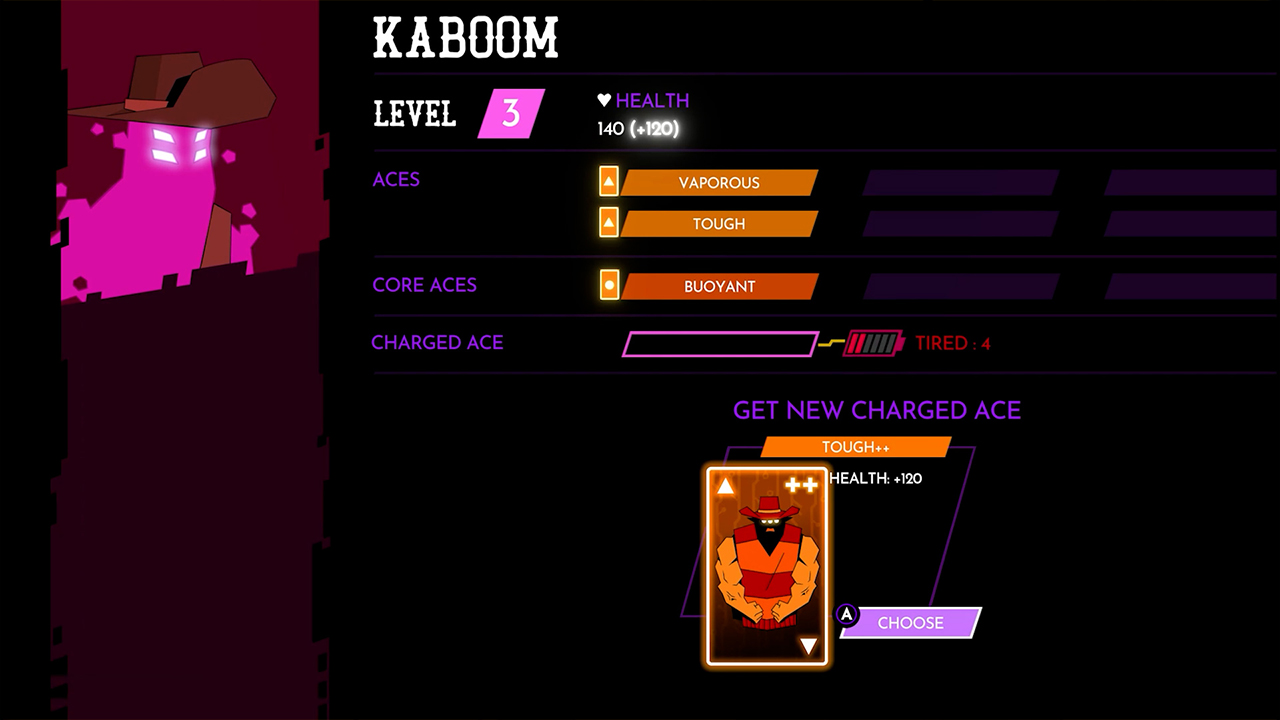 KABOOM
LEVEL 3
HEALTH
140 (+120)
ACES
VAPOROUS
TOUGH
CORE ACES
BUOYANT
CHARGED ACE
TIRED : 4
GET NEW CHARGED ACE
TOUGH++
++
HEALTH: +120
A CHOOSE